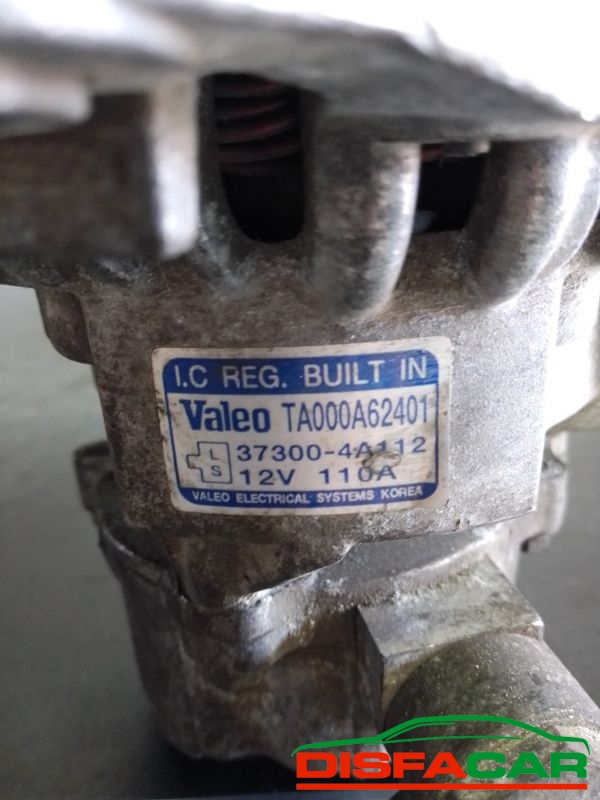 I.C REG. BUILT IN
Valeo TA000A62401
L 37300-4A112
S 12V 110A
VALEO ELECTRICAL SYSTEMS KOREA
DISFACAR